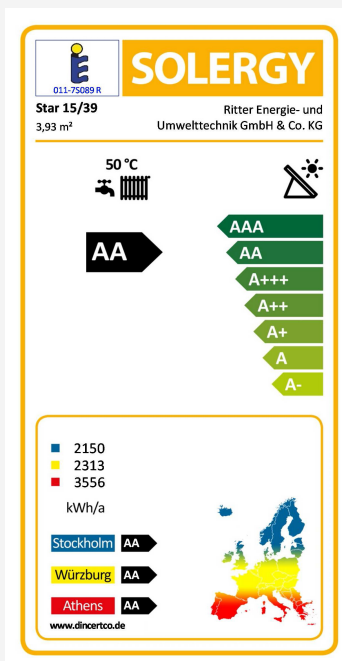 SOLERGY
011-7S089 R
Star 15/39
3,93 m²
Ritter Energie- und
Umwelttechnik GmbH & Co. KG
50 °C
AA
AAA
AA
A+++
A++
A+
A
A-
2150
2313
3556
kWh/a
Stockholm AA
Würzburg AA
Athens AA
www.dincertco.de